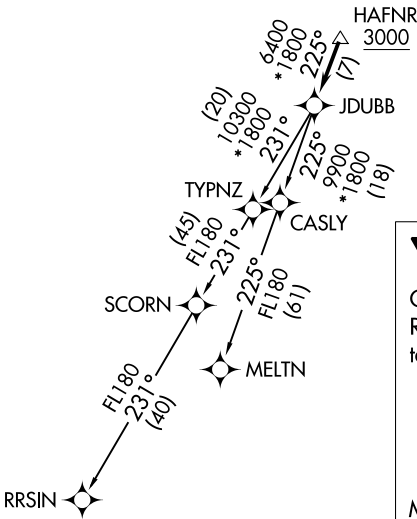 HAFNR
3000
6400
*1800
225°
(7)
JDUBB
(20)
10300
*1800
231°
225°
9900
*1800
(18)
TYPNZ
CASLY
(45)
FL180
231°
225°
FL180
(61)
SCORN
MELTN
FL180
231°
(40)
RRSIN